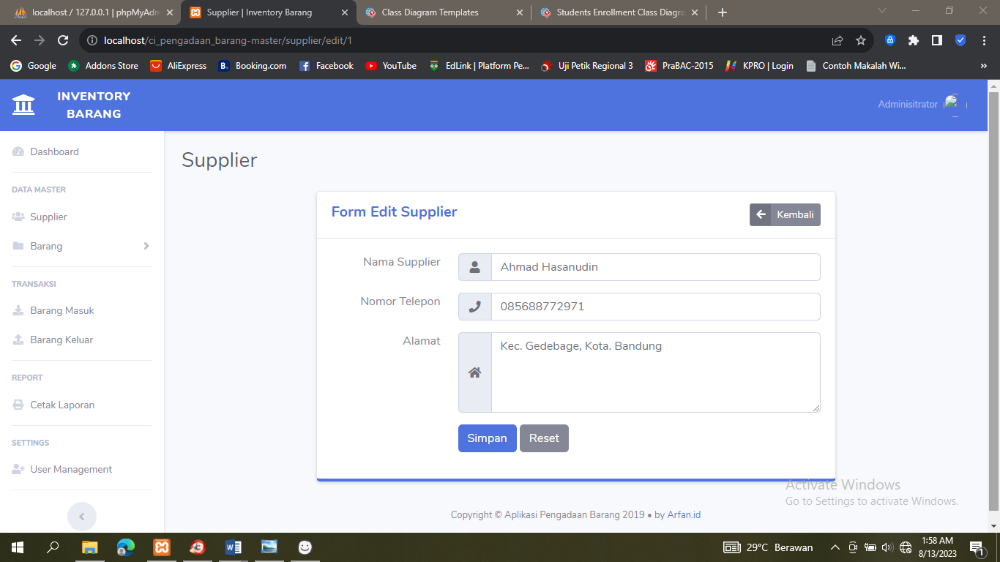 localhost / 127.0.0.1 | phpMyAdm
Supplier | Inventory Barang
Class Diagram Templates
Students Enrollment Class Diagra
localhost/ci_pengadaan_barang-master/supplier/edit/1
Google
Addons Store
AliExpress
Booking.com
Facebook
YouTube
EdLink | Platform Pe...
Uji Petik Regional 3
PraBAC-2015
KPRO | Login
Contoh Makalah Wi...
INVENTORY
BARANG
Adminisitrator
Dashboard
DATA MASTER
Supplier
Barang
TRANSAKSI
Barang Masuk
Barang Keluar
REPORT
Cetak Laporan
SETTINGS
User Management
Supplier
Form Edit Supplier
Kembali
Nama Supplier
Ahmad Hasanudin
Nomor Telepon
085688772971
Alamat
Kec. Gedebage, Kota. Bandung
Simpan
Reset
Activate Windows
Go to Settings to activate Windows.
Copyright © Aplikasi Pengadaan Barang 2019 • by Arfan.id
29°C Berawan
1:58 AM
8/13/2023
1